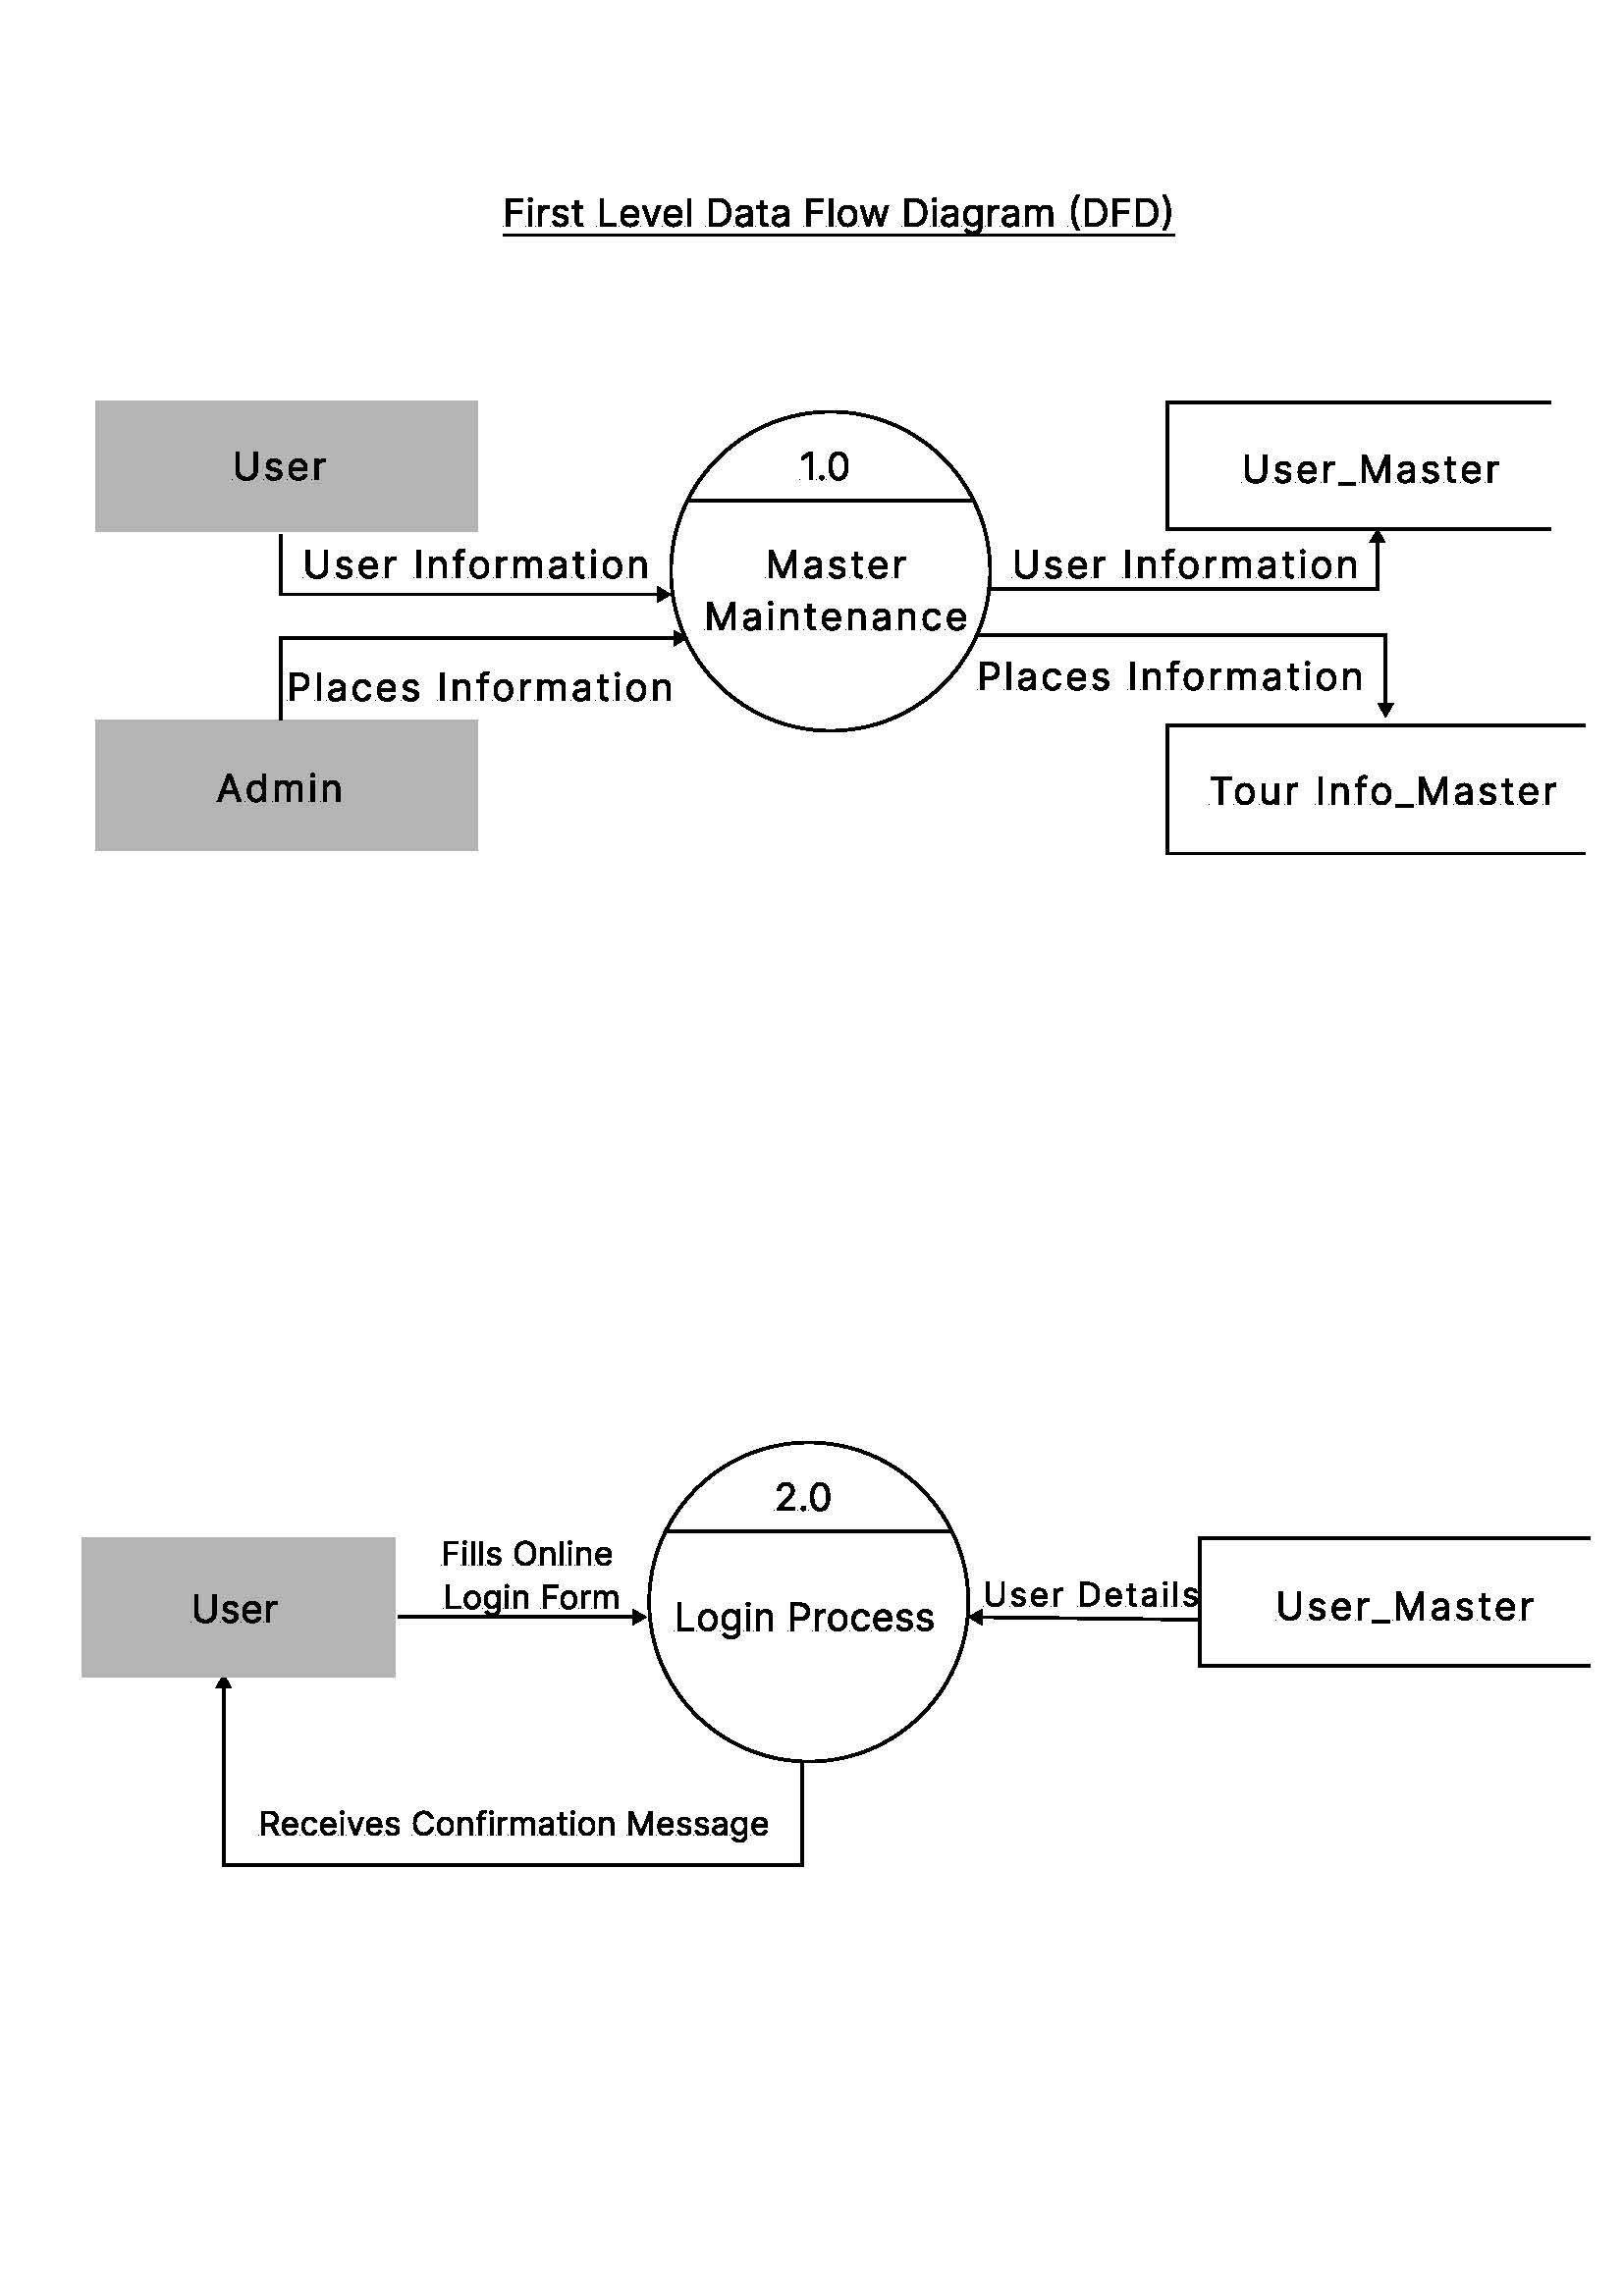 First Level Data Flow Diagram (DFD)
User
1.0
User_Master
User Information
Master
Maintenance
User Information
Places Information
Places Information
Admin
Tour Info_Master
2.0
Fills Online
Login Form
User
Login Process
User Details
User_Master
Receives Confirmation Message